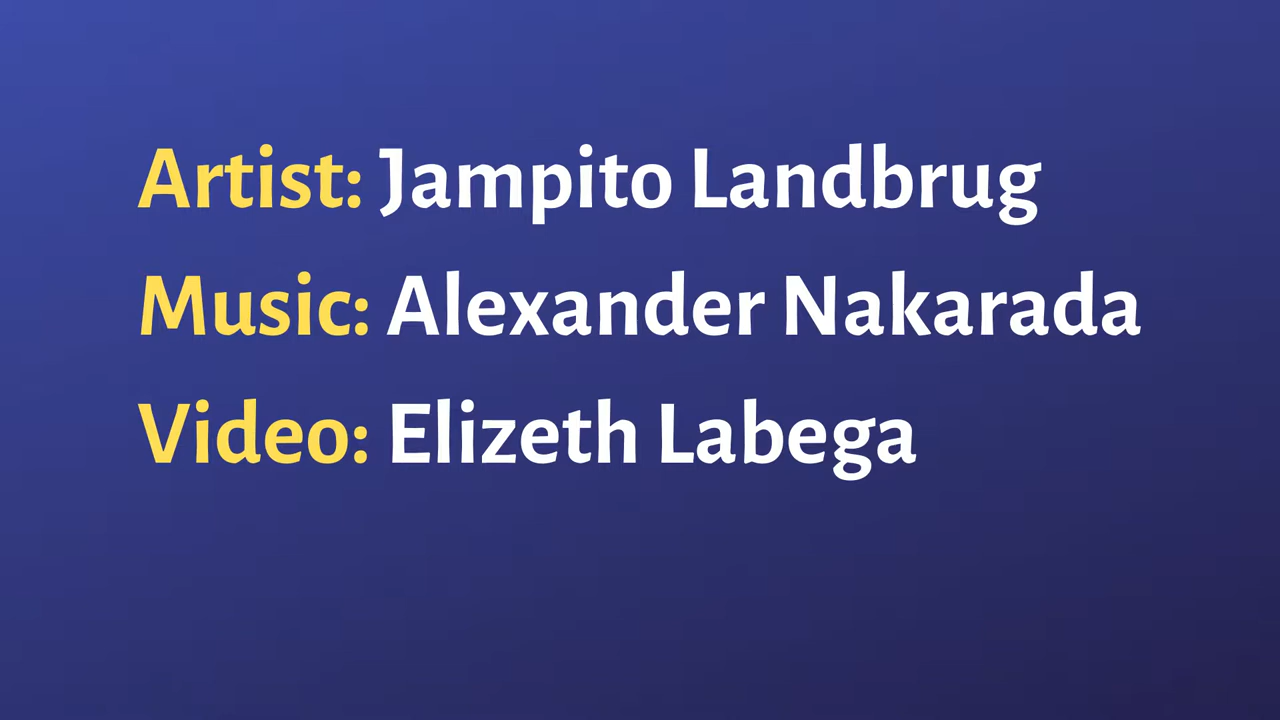 Artist: Jampito Landbrug
Music: Alexander Nakarada
Video: Elizeth Labega